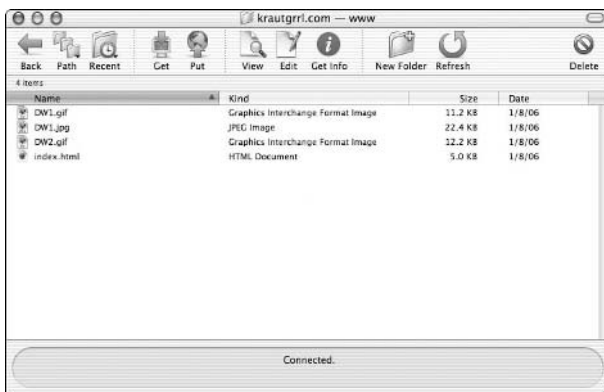 krautgrrl.com — www
Back Path Recent Get Put View Edit Get Info New Folder Refresh Delete
4 items
Name Kind Size Date
DW1.gif Graphics Interchange Format Image 11.2 KB 1/8/06
DW1.jpg JPEG Image 22.4 KB 1/8/06
DW2.gif Graphics Interchange Format Image 12.2 KB 1/8/06
index.html HTML Document 5.0 KB 1/8/06
Connected.